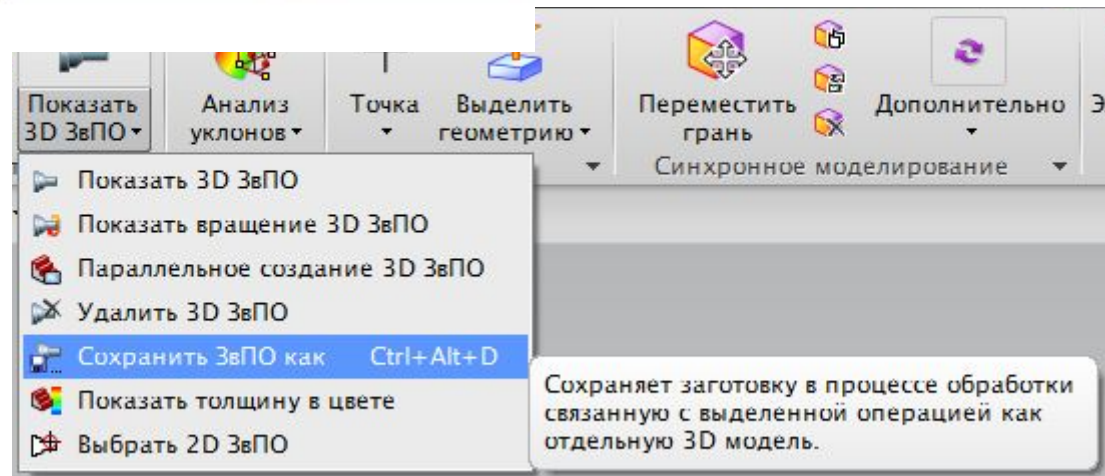 Показать
3D ЗвПО
Анализ
уклонов
Точка
Выделить
геометрию
Переместить
грань
Дополнительно
Синхронное моделирование
Показать 3D ЗвПО
Показать вращение 3D ЗвПО
Параллельное создание 3D ЗвПО
Удалить 3D ЗвПО
Сохранить ЗвПО как Ctrl+Alt+D
Показать толщину в цвете
Выбрать 2D ЗвПО
Сохраняет заготовку в процессе обработки
связанную с выделенной операцией как
отдельную 3D модель.